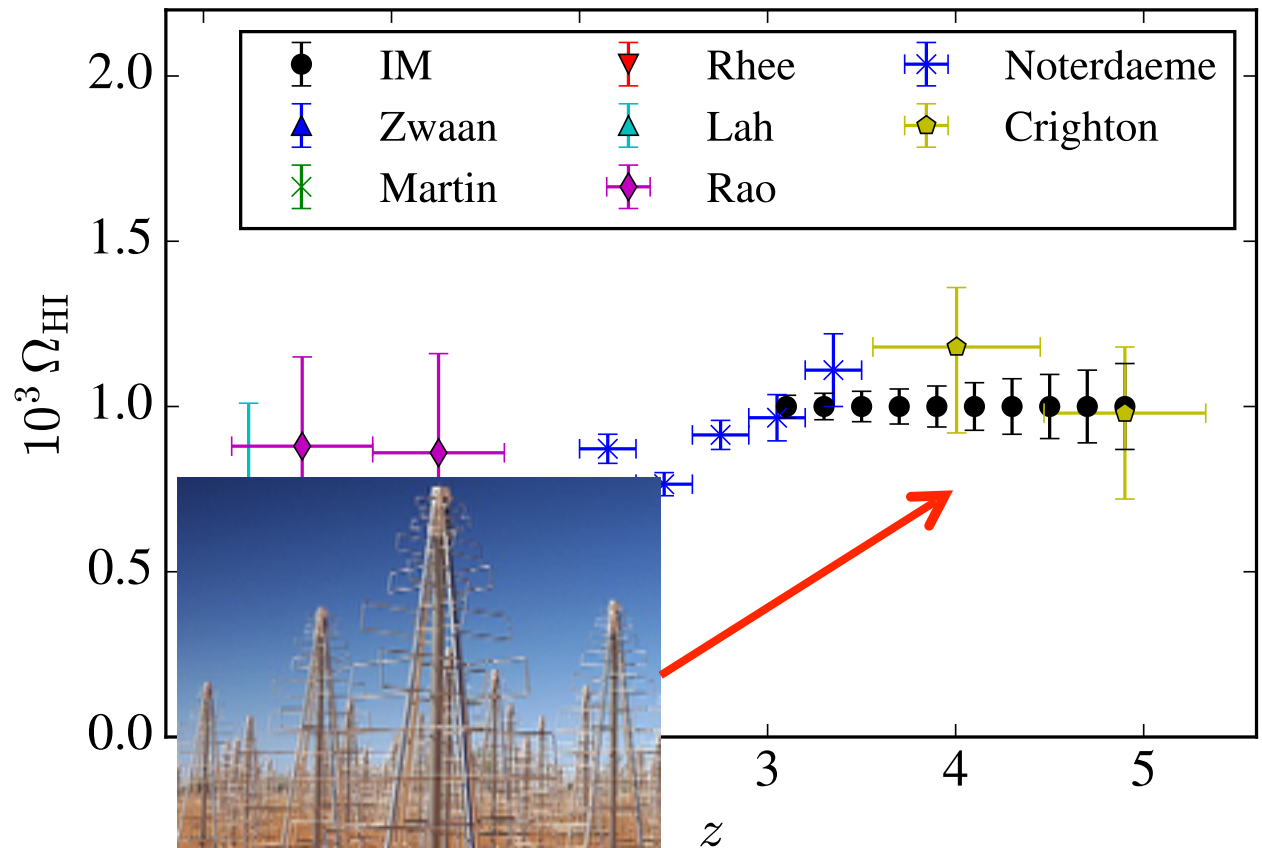 2.0
1.5
1.0
0.5
0.0
10³ Ω_HI
IM
Zwaan
Martin
Rhee
Lah
Rao
Noterdaeme
Crighton
3 4 5
z